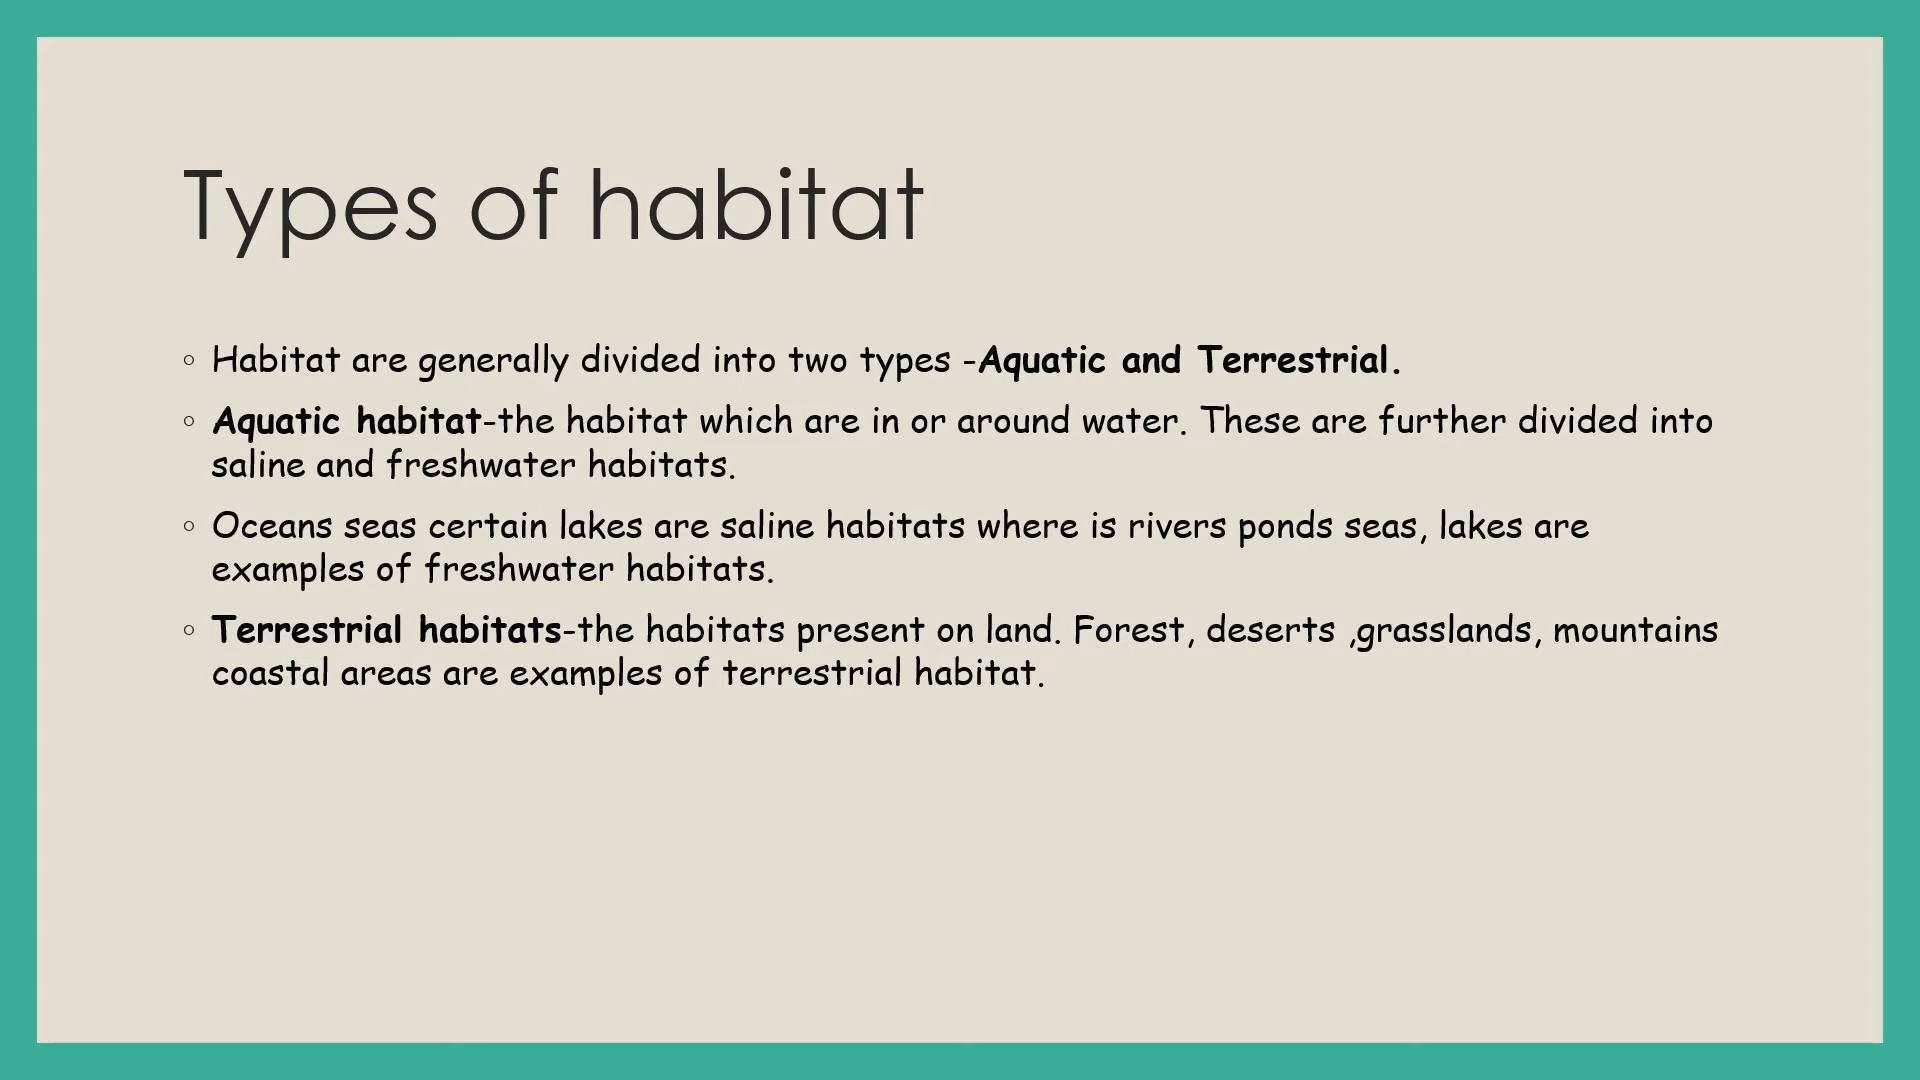 Types of habitat
◦ Habitat are generally divided into two types -Aquatic and Terrestrial.
◦ Aquatic habitat-the habitat which are in or around water. These are further divided into
saline and freshwater habitats.
◦ Oceans seas certain lakes are saline habitats where is rivers ponds seas, lakes are
examples of freshwater habitats.
◦ Terrestrial habitats-the habitats present on land. Forest, deserts ,grasslands, mountains
coastal areas are examples of terrestrial habitat.